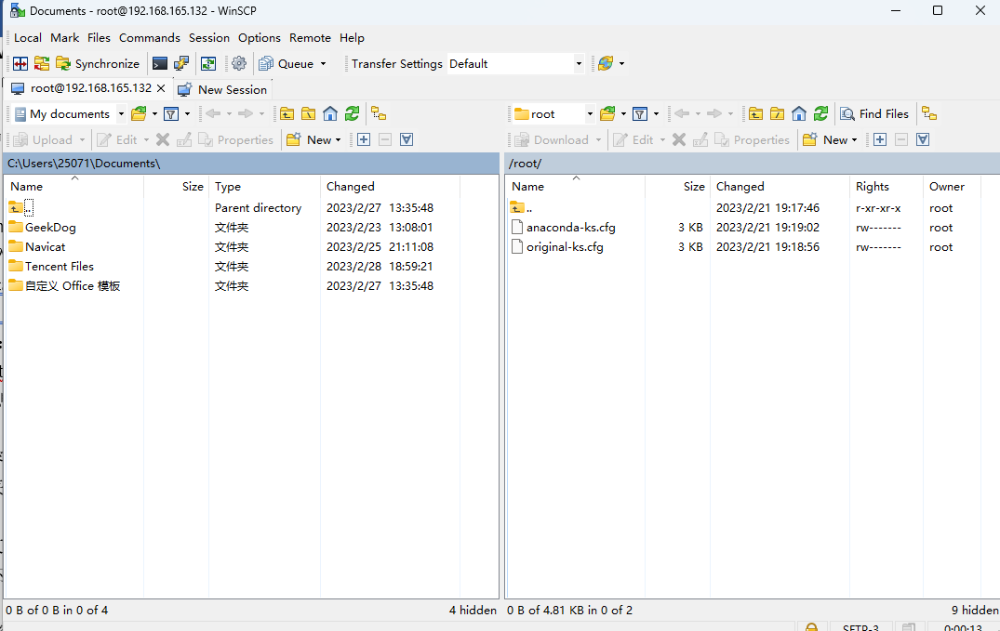 Documents - root@192.168.165.132 - WinSCP
Local Mark Files Commands Session Options Remote Help
Synchronize Queue Transfer Settings Default
root@192.168.165.132 New Session
My documents root Find Files
Upload Edit Properties New Download Edit Properties New
C:\Users\25071\Documents\ /root/
Name Size Type Changed Name Size Changed Rights Owner
.. Parent directory 2023/2/27 13:35:48 .. 2023/2/21 19:17:46 r-xr-xr-x root
GeekDog 文件夹 2023/2/23 13:08:01 anaconda-ks.cfg 3 KB 2023/2/21 19:19:02 rw------- root
Navicat 文件夹 2023/2/25 21:11:08 original-ks.cfg 3 KB 2023/2/21 19:18:56 rw------- root
Tencent Files 文件夹 2023/2/28 18:59:21
自定义 Office 模板 文件夹 2023/2/27 13:35:48
0 B of 0 B in 0 of 4 4 hidden 0 B of 4.81 KB in 0 of 2 9 hidden
SFTP-3 0:00:13